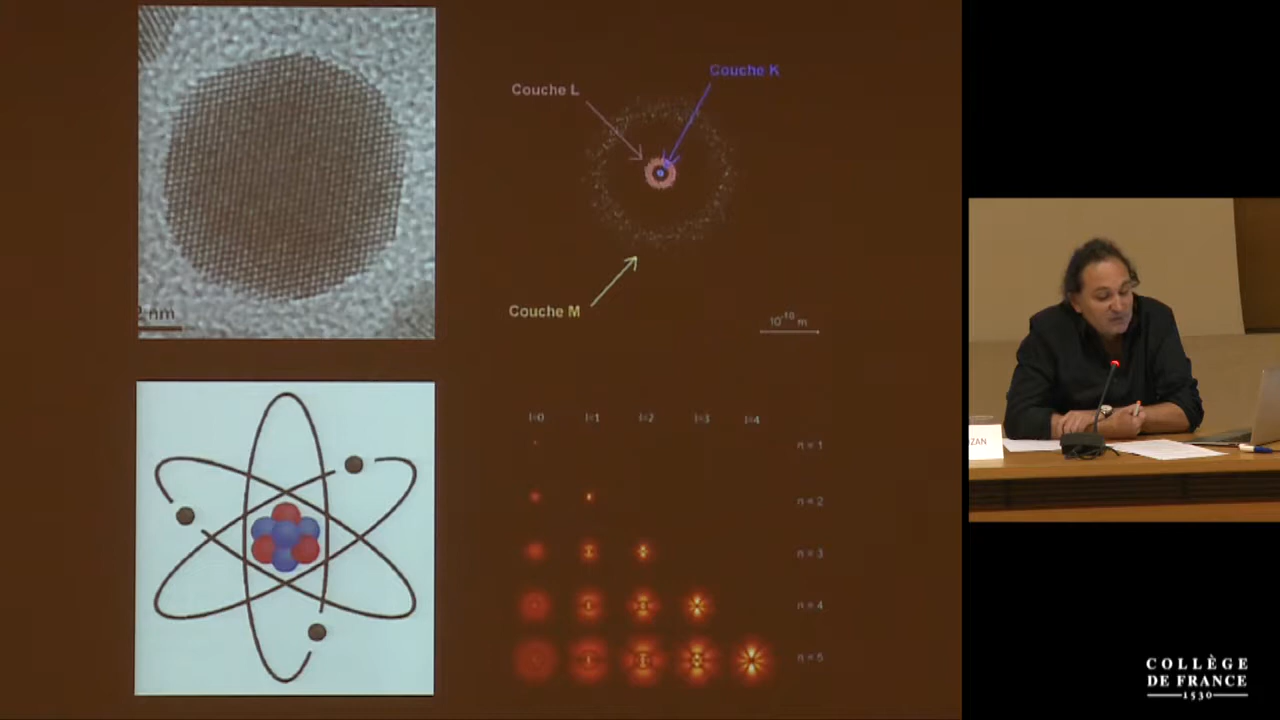 2 nm
Couche K
Couche L
Couche M
10⁻¹⁰ m
l=0 l=1 l=2 l=3 l=4
n = 1
n = 2
n = 3
n = 4
n = 5
COLLÈGE
DE FRANCE
1530